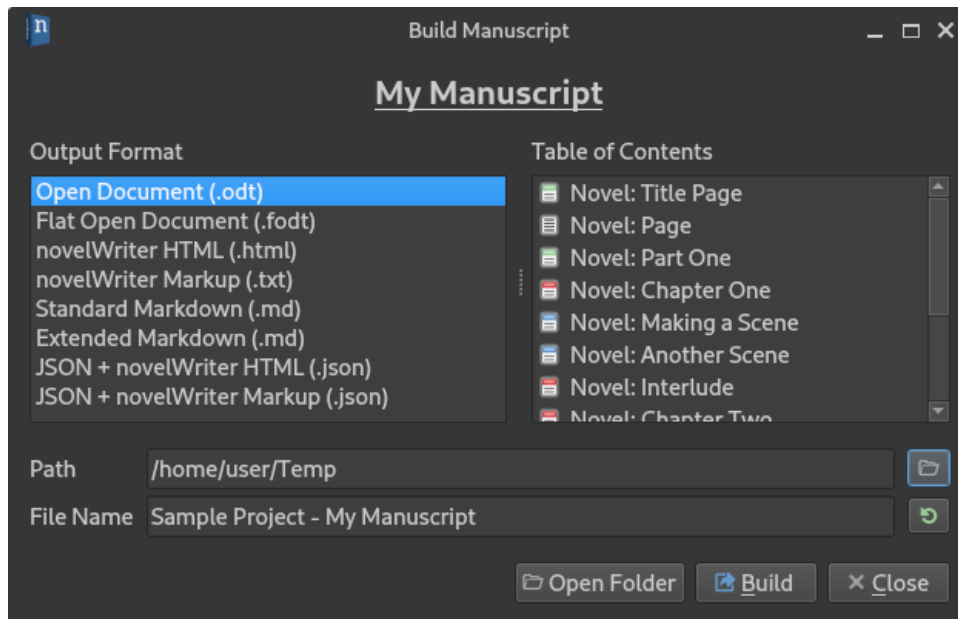 n
Build Manuscript
My Manuscript
Output Format
Open Document (.odt)
Flat Open Document (.fodt)
novelWriter HTML (.html)
novelWriter Markup (.txt)
Standard Markdown (.md)
Extended Markdown (.md)
JSON + novelWriter HTML (.json)
JSON + novelWriter Markup (.json)
Table of Contents
Novel: Title Page
Novel: Page
Novel: Part One
Novel: Chapter One
Novel: Making a Scene
Novel: Another Scene
Novel: Interlude
Novel: Chapter Two
Path /home/user/Temp
File Name Sample Project - My Manuscript
Open Folder Build Close